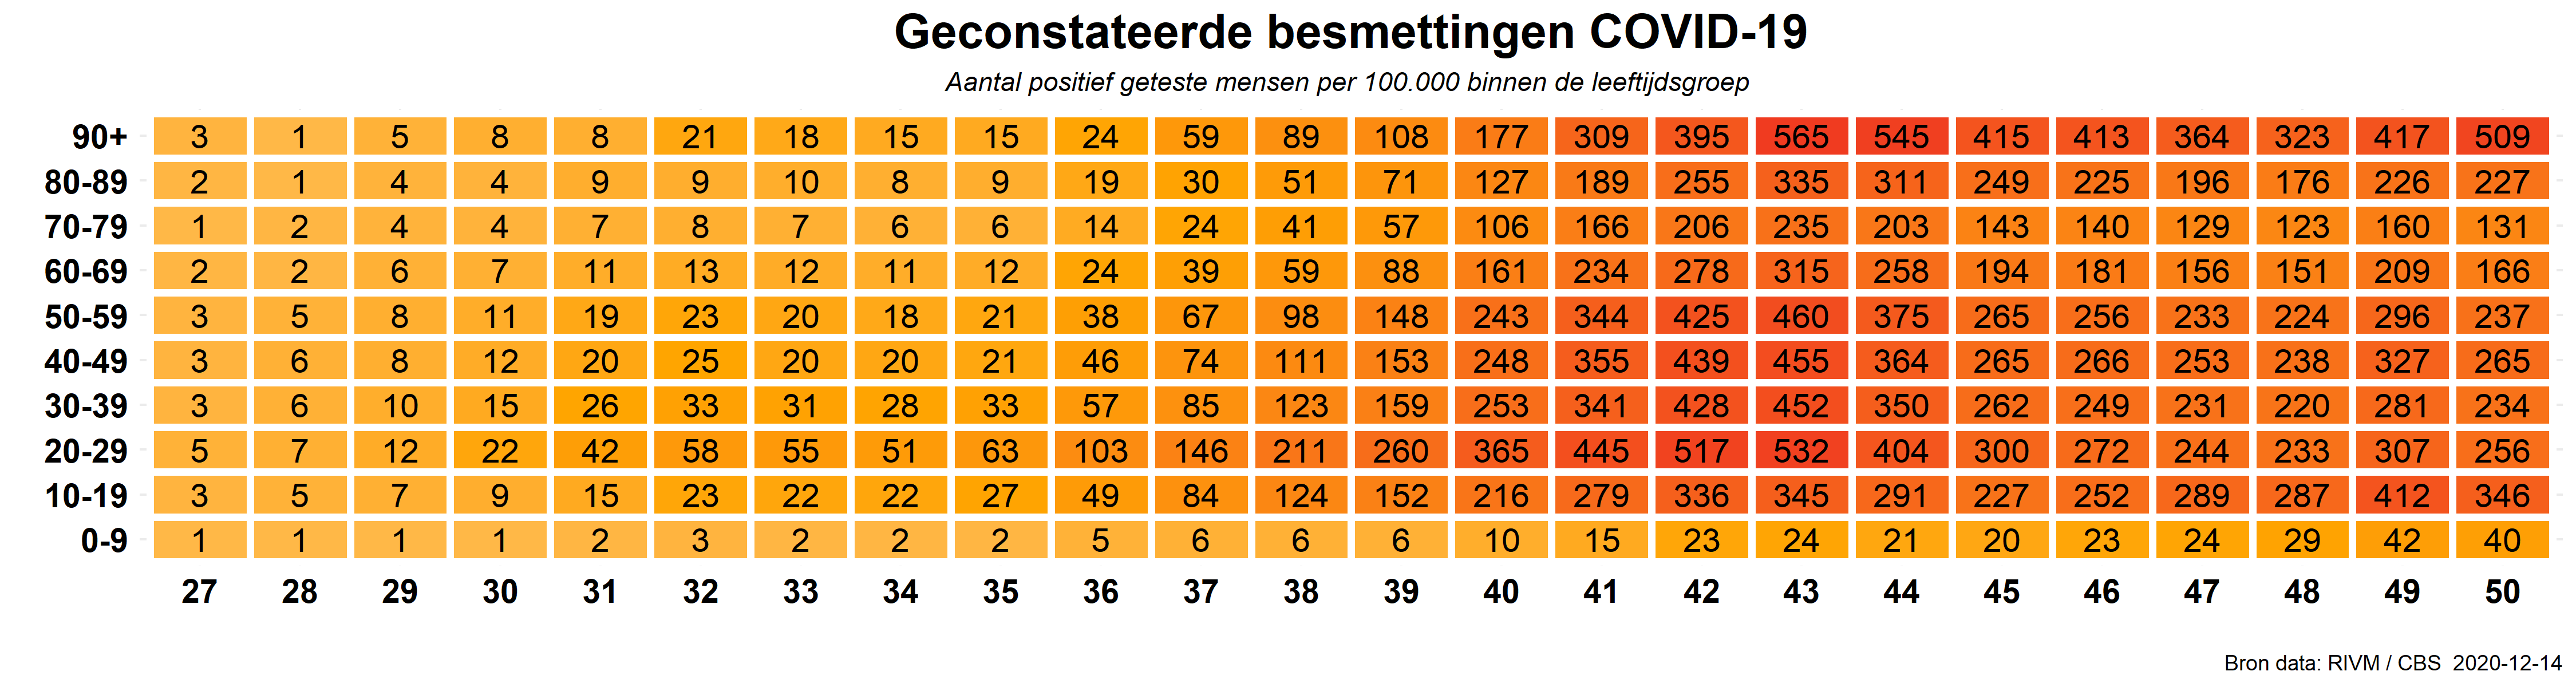 Geconstateerde besmettingen COVID-19
Aantal positief geteste mensen per 100.000 binnen de leeftijdsgroep
90+ 3 1 5 8 8 21 18 15 15 24 59 89 108 177 309 395 565 545 415 413 364 323 417 509
80-89 2 1 4 4 9 9 10 8 9 19 30 51 71 127 189 255 335 311 249 225 196 176 226 227
70-79 1 2 4 4 7 8 7 6 6 14 24 41 57 106 166 206 235 203 143 140 129 123 160 131
60-69 2 2 6 7 11 13 12 11 12 24 39 59 88 161 234 278 315 258 194 181 156 151 209 166
50-59 3 5 8 11 19 23 20 18 21 38 67 98 148 243 344 425 460 375 265 256 233 224 296 237
40-49 3 6 8 12 20 25 20 20 21 46 74 111 153 248 355 439 455 364 265 266 253 238 327 265
30-39 3 6 10 15 26 33 31 28 33 57 85 123 159 253 341 428 452 350 262 249 231 220 281 234
20-29 5 7 12 22 42 58 55 51 63 103 146 211 260 365 445 517 532 404 300 272 244 233 307 256
10-19 3 5 7 9 15 23 22 22 27 49 84 124 152 216 279 336 345 291 227 252 289 287 412 346
0-9 1 1 1 1 2 3 2 2 2 5 6 6 6 10 15 23 24 21 20 23 24 29 42 40
27 28 29 30 31 32 33 34 35 36 37 38 39 40 41 42 43 44 45 46 47 48 49 50
Bron data: RIVM / CBS 2020-12-14